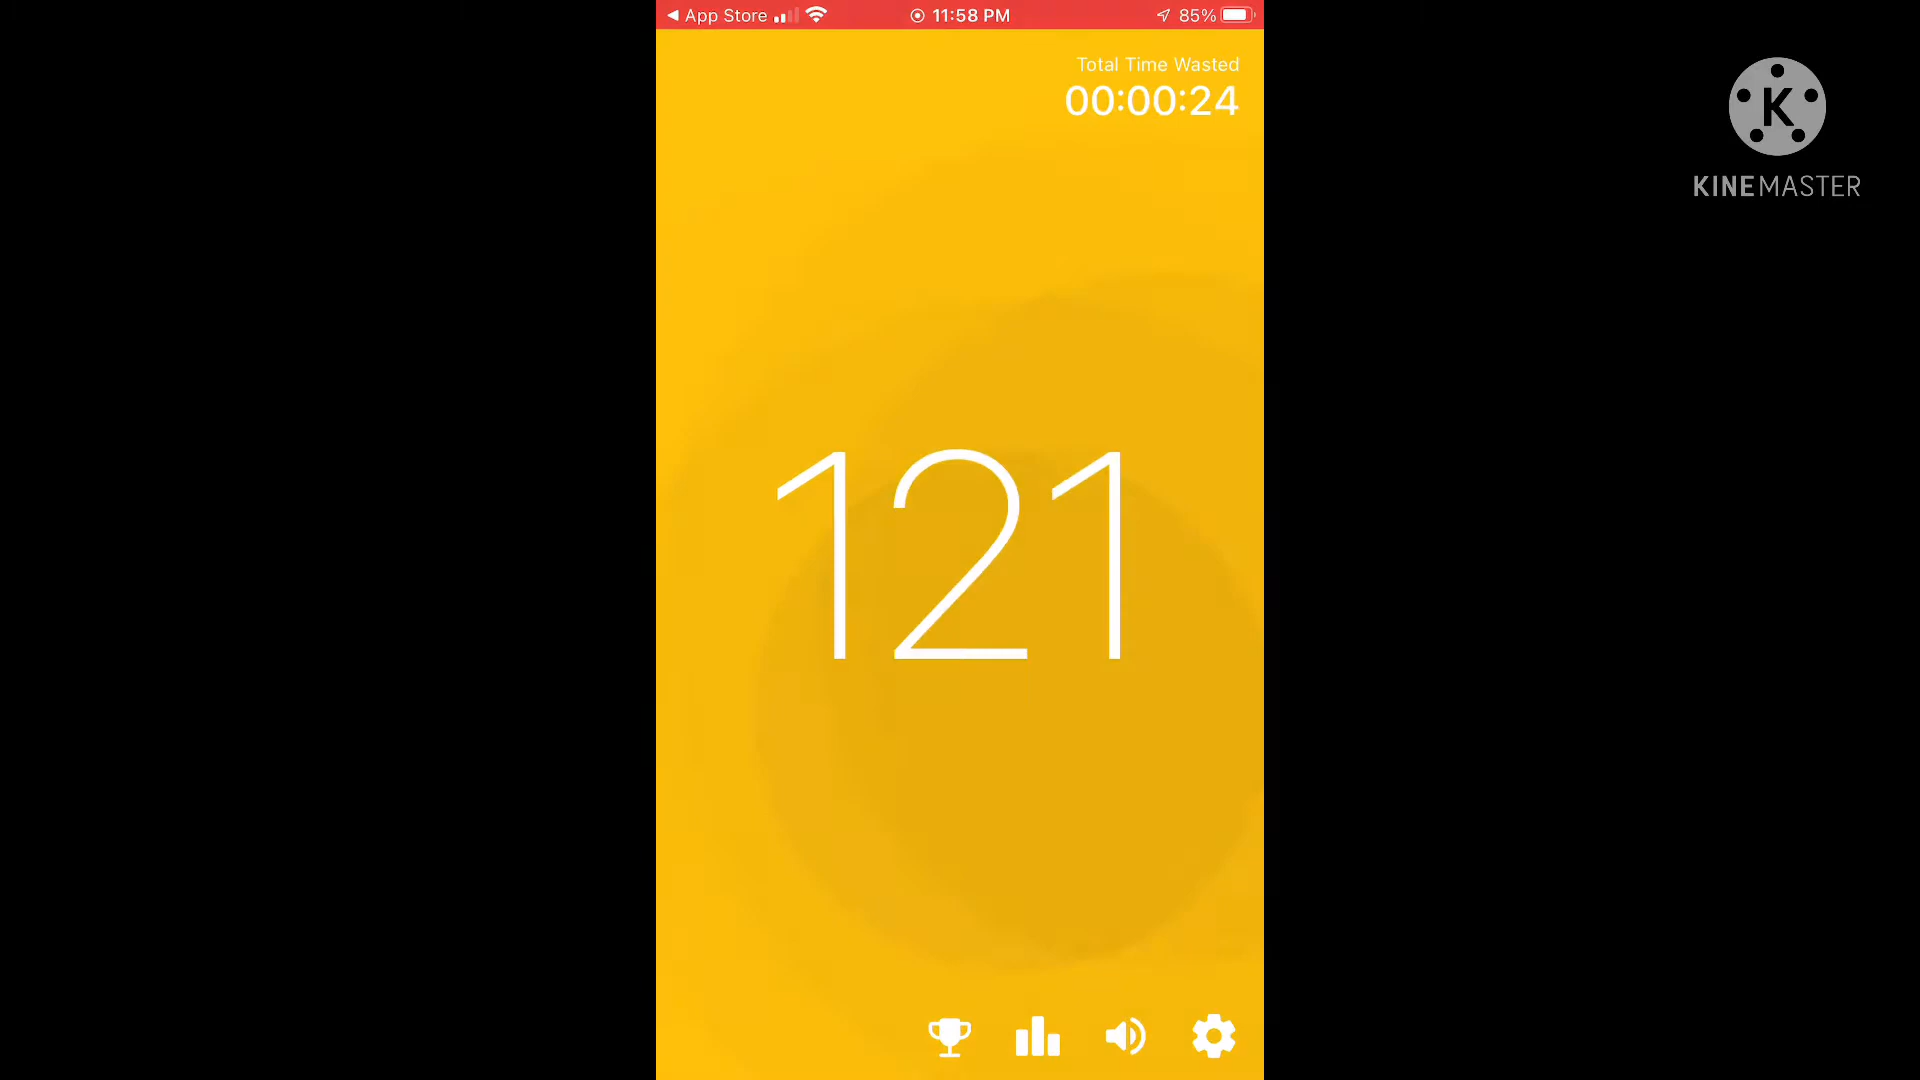 App Store 11:58 PM 85%
Total Time Wasted
00:00:24
K
KINEMASTER
121